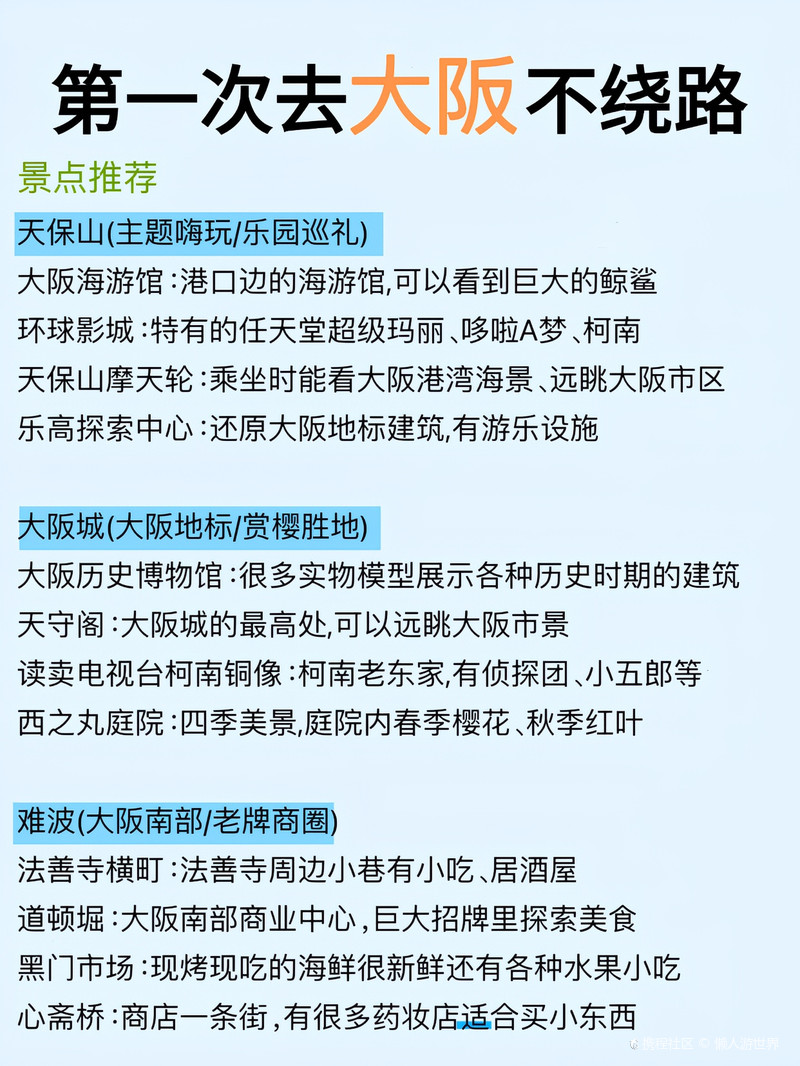 第一次去大阪不绕路
景点推荐
天保山(主题嗨玩/乐园巡礼)
大阪海游馆:港口边的海游馆,可以看到巨大的鲸鲨
环球影城:特有的任天堂超级玛丽、哆啦A梦、柯南
天保山摩天轮:乘坐时能看大阪港湾海景、远眺大阪市区
乐高探索中心:还原大阪地标建筑,有游乐设施
大阪城(大阪地标/赏樱胜地)
大阪历史博物馆:很多实物模型展示各种历史时期的建筑
天守阁:大阪城的最高处,可以远眺大阪市景
读卖电视台柯南铜像:柯南老东家,有侦探团、小五郎等
西之丸庭院:四季美景,庭院内春季樱花、秋季红叶
难波(大阪南部/老牌商圈)
法善寺横町:法善寺周边小巷有小吃、居酒屋
道顿堀:大阪南部商业中心,巨大招牌里探索美食
黑门市场:现烤现吃的海鲜很新鲜还有各种水果小吃
心斋桥:商店一条街,有很多药妆店适合买小东西